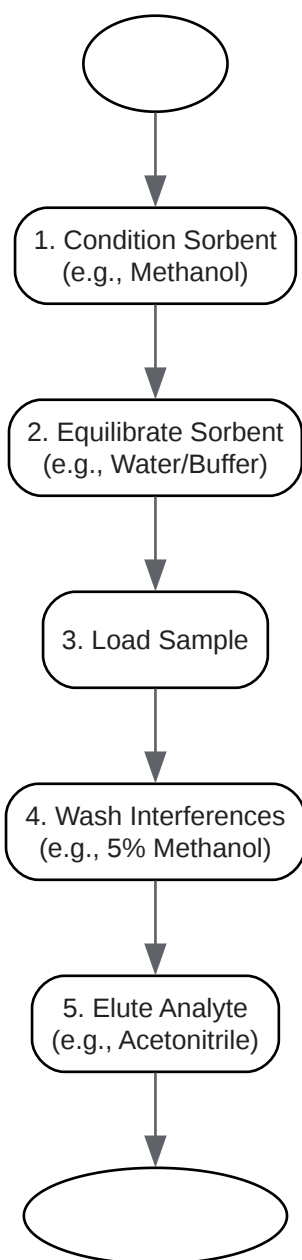 1. Condition Sorbent
(e.g., Methanol)
2. Equilibrate Sorbent
(e.g., Water/Buffer)
3. Load Sample
4. Wash Interferences
(e.g., 5% Methanol)
5. Elute Analyte
(e.g., Acetonitrile)